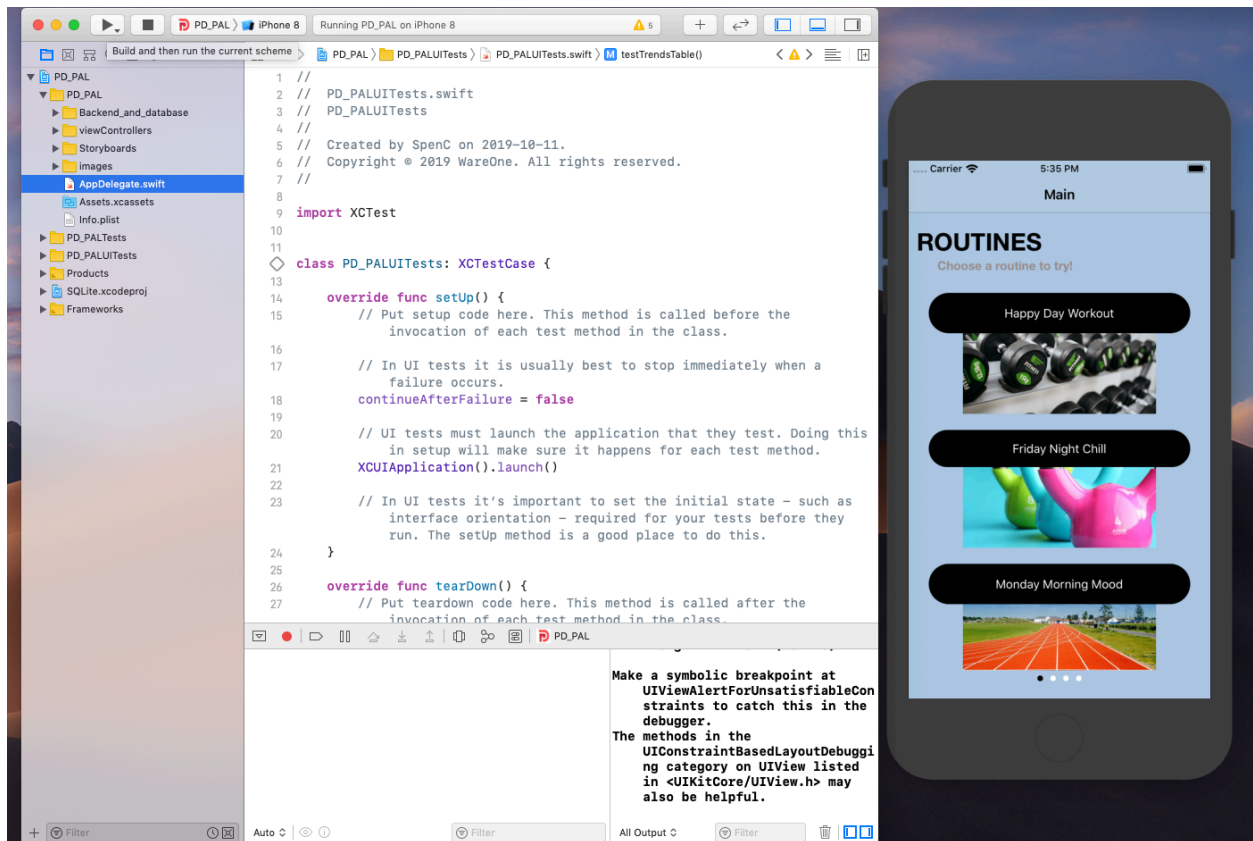 PD_PAL
iPhone 8
Running PD_PAL on iPhone 8
5
Build and then run the current scheme
PD_PAL
PD_PALUITests
PD_PALUITests.swift
M testTrendsTable()
PD_PAL
PD_PAL
Backend_and_database
viewControllers
Storyboards
images
AppDelegate.swift
Assets.xcassets
Info.plist
PD_PALTests
PD_PALUITests
Products
SQLite.xcodeproj
Frameworks
Filter
1 //
2 // PD_PALUITests.swift
3 // PD_PALUITests
4 //
5 // Created by SpenC on 2019-10-11.
6 // Copyright © 2019 WareOne. All rights reserved.
7 //
8
9 import XCTest
10
11
class PD_PALUITests: XCTestCase {
13
14 override func setUp() {
15 // Put setup code here. This method is called before the
invocation of each test method in the class.
16
17 // In UI tests it is usually best to stop immediately when a
failure occurs.
18 continueAfterFailure = false
19
20 // UI tests must launch the application that they test. Doing this
in setup will make sure it happens for each test method.
21 XCUIApplication().launch()
22
23 // In UI tests it’s important to set the initial state – such as
interface orientation – required for your tests before they
run. The setUp method is a good place to do this.
24 }
25
26 override func tearDown() {
27 // Put teardown code here. This method is called after the
invocation of each test method in the class.
PD_PAL
Make a symbolic breakpoint at
UIViewAlertForUnsatisfiableCon
straints to catch this in the
debugger.
The methods in the
UIConstraintBasedLayoutDebuggi
ng category on UIView listed
in <UIKitCore/UIView.h> may
also be helpful.
Auto
Filter
All Output
Filter
Carrier
5:35 PM
Main
ROUTINES
Choose a routine to try!
Happy Day Workout
Friday Night Chill
Monday Morning Mood